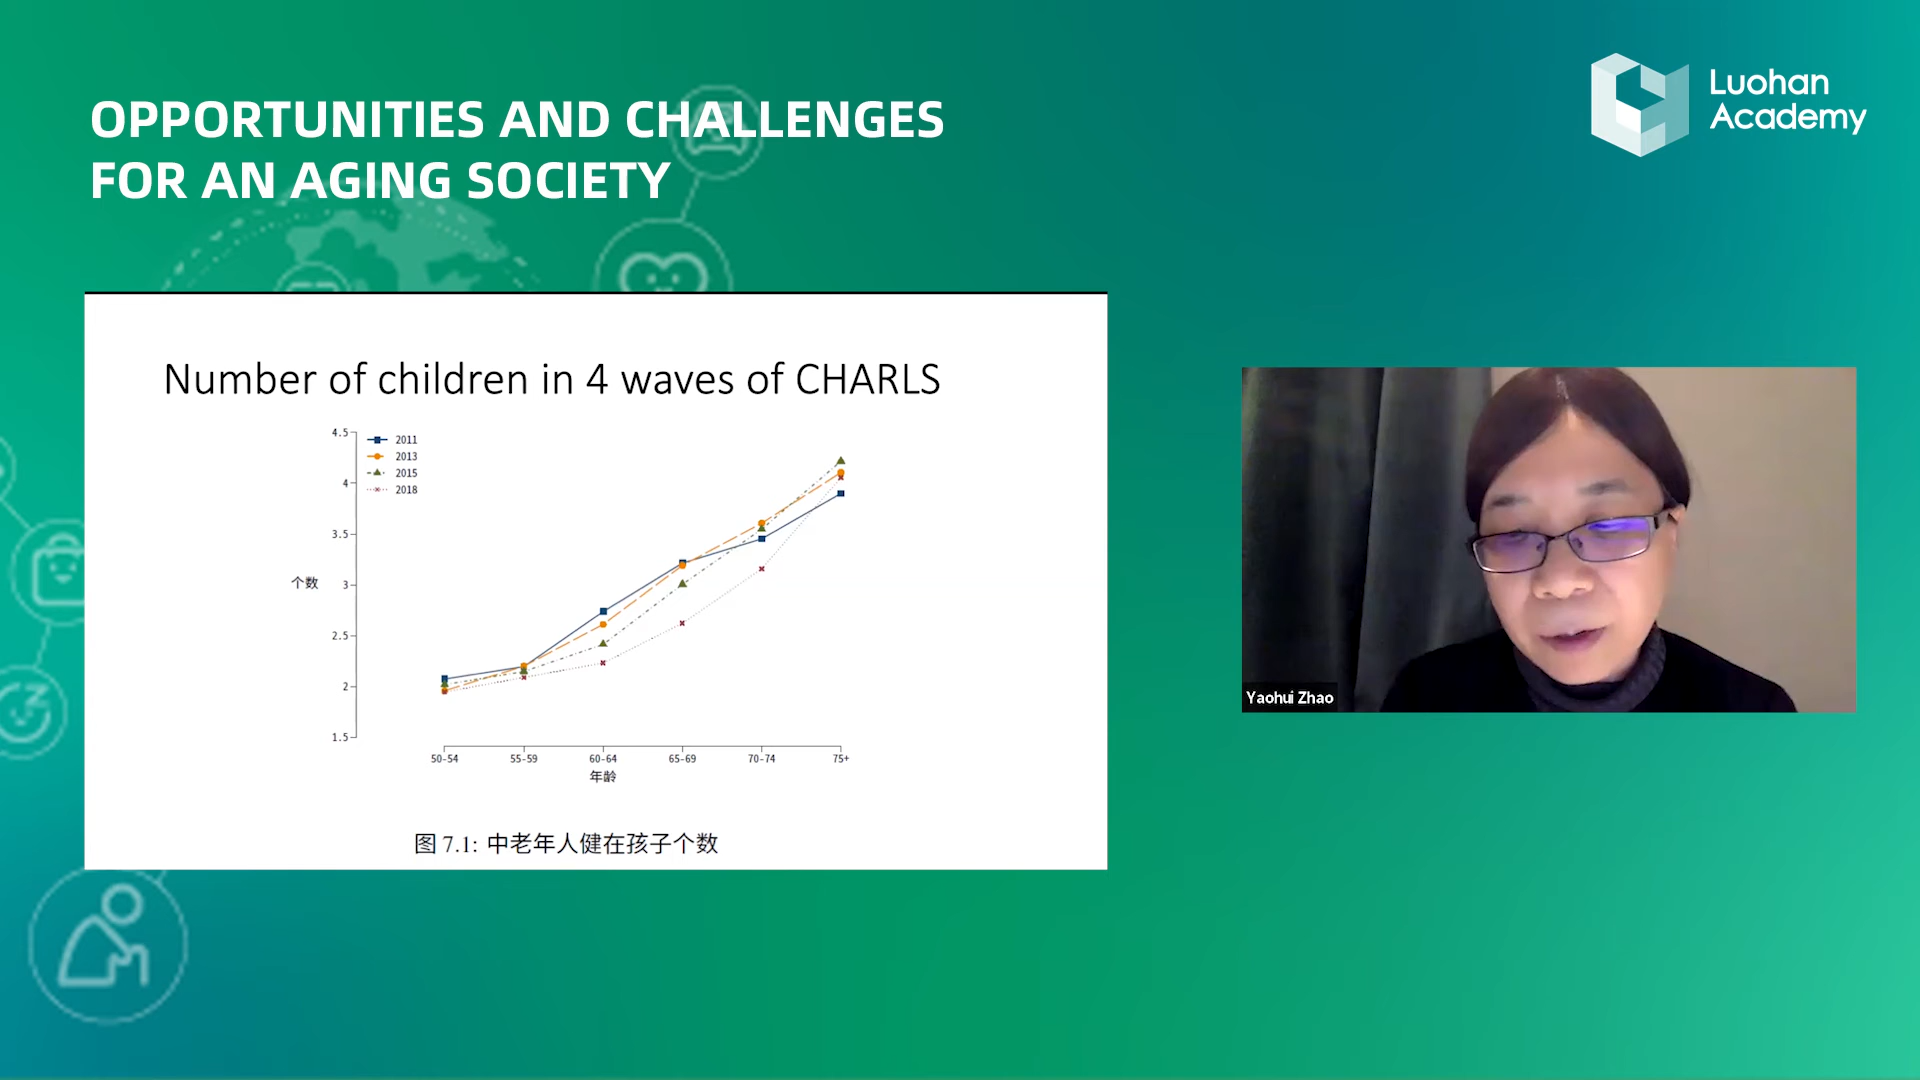 OPPORTUNITIES AND CHALLENGES
FOR AN AGING SOCIETY
Luohan
Academy
Number of children in 4 waves of CHARLS
4.5
4
3.5
3
2.5
2
1.5
个数
2011
2013
2015
2018
50-54
55-59
60-64
65-69
70-74
75+
年龄
图 7.1: 中老年人健在孩子个数
Yaohui Zhao